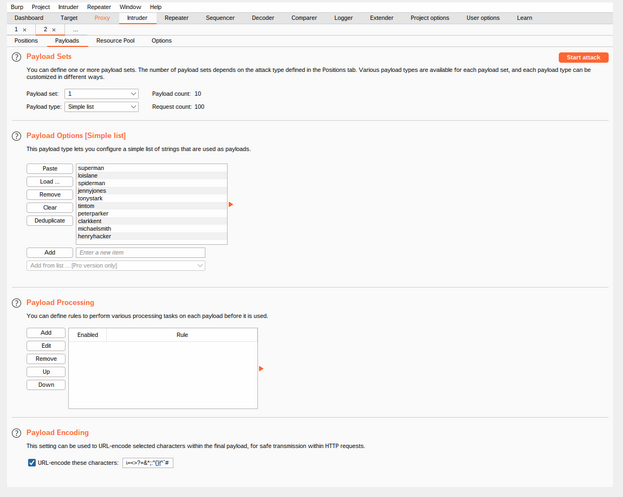 Burp Project Intruder Repeater Window Help
Dashboard Target Proxy Intruder Repeater Sequencer Decoder Comparer Logger Extender Project options User options Learn
1 × 2 × ...
Positions Payloads Resource Pool Options
? Payload Sets Start attack
You can define one or more payload sets. The number of payload sets depends on the attack type defined in the Positions tab. Various payload types are available for each payload set, and each payload type can be
customized in different ways.
Payload set: 1 Payload count: 10
Payload type: Simple list Request count: 100
? Payload Options [Simple list]
This payload type lets you configure a simple list of strings that are used as payloads.
Paste
Load ...
Remove
Clear
Deduplicate
superman
loislane
spiderman
jennyjones
tonystark
timtom
peterparker
clarkkent
michaelsmith
henryhacker
Add Enter a new item
Add from list ... [Pro version only]
? Payload Processing
You can define rules to perform various processing tasks on each payload before it is used.
Add
Edit
Remove
Up
Down
Enabled Rule
? Payload Encoding
This setting can be used to URL-encode selected characters within the final payload, for safe transmission within HTTP requests.
URL-encode these characters: